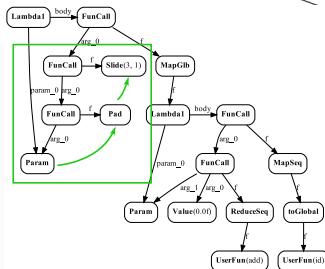 Lambda1 body FunCall
arg_0 f
FunCall f Slide(3, 1) MapGlb
param_0 arg_0 f
FunCall f Pad Lambda1 body FunCall
arg_0 arg_0 f
Param param_0 FunCall MapSeq
arg_1 arg_0 f f
Param Value(0.0f) ReduceSeq toGlobal
f f
UserFun(add) UserFun(id)